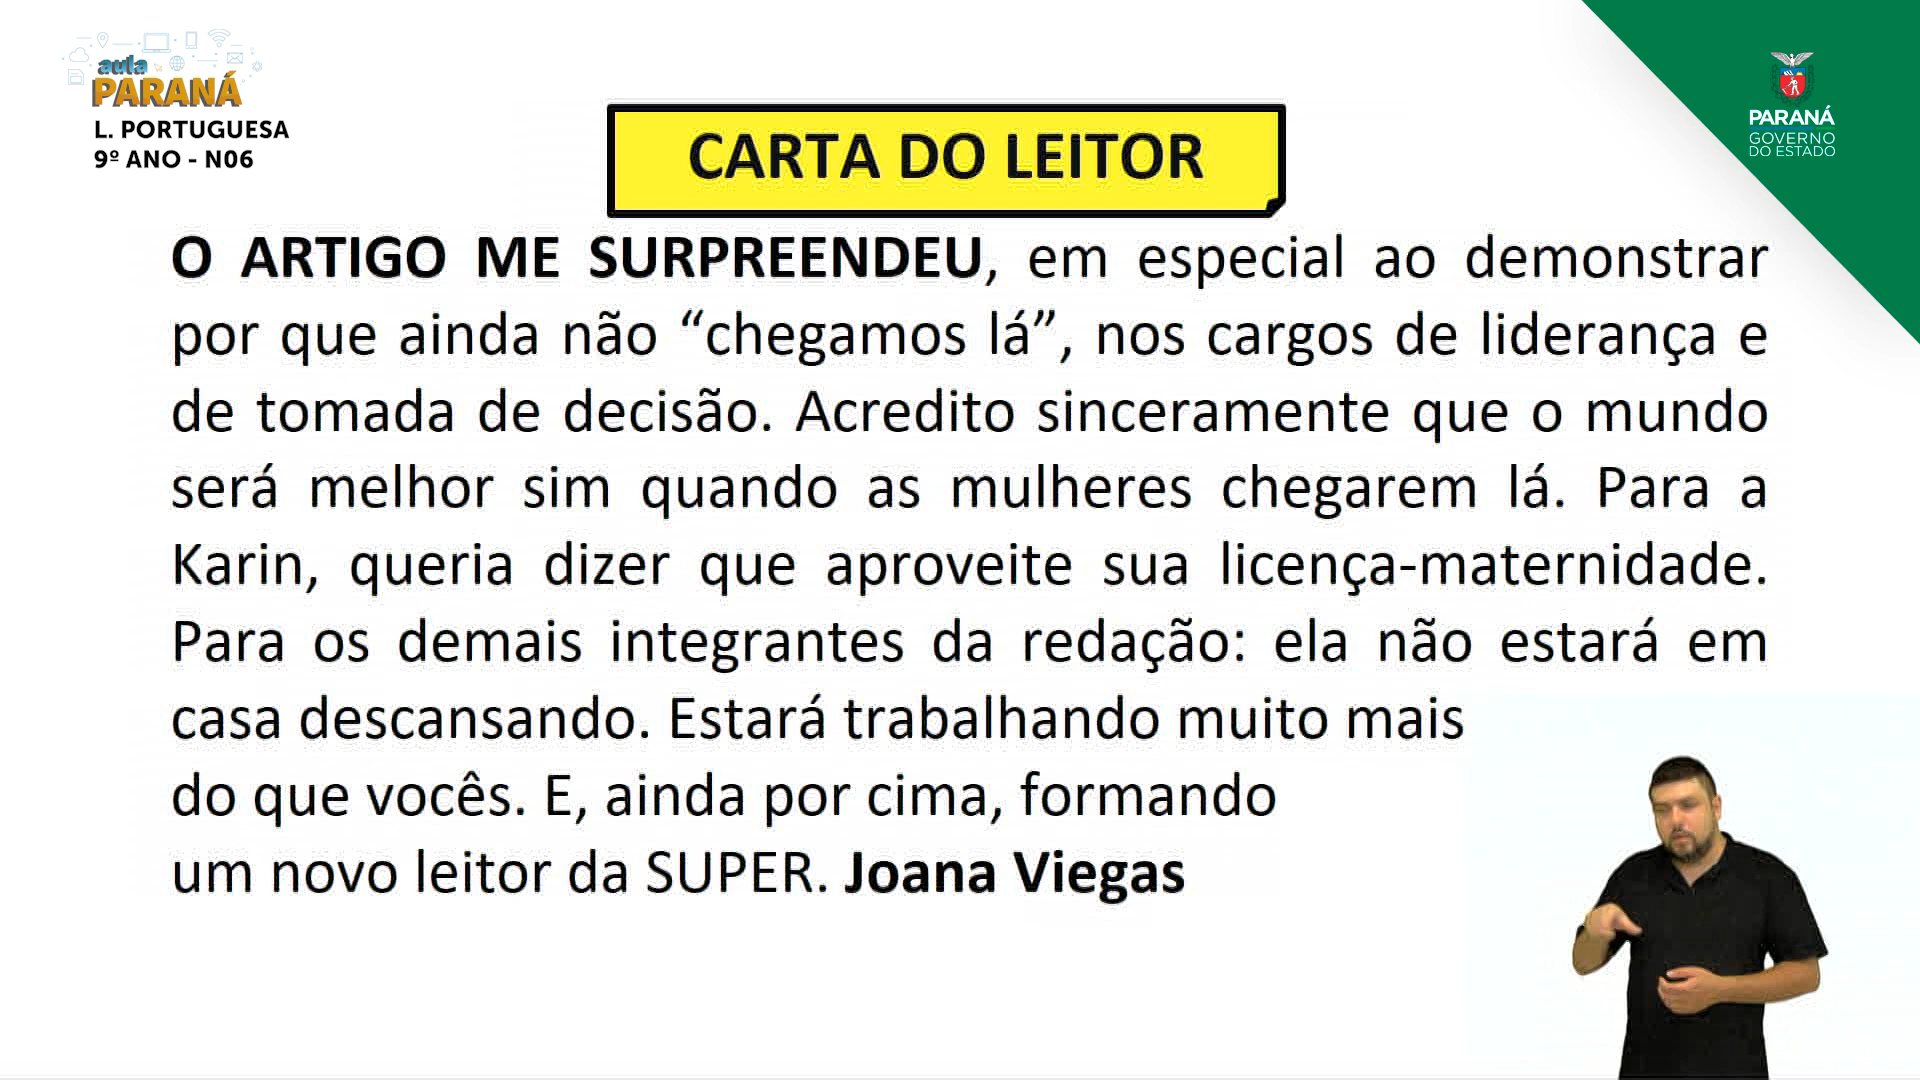 aula
PARANÁ
L. PORTUGUESA
9º ANO - N06
PARANÁ
GOVERNO
DO ESTADO
CARTA DO LEITOR
O ARTIGO ME SURPREENDEU, em especial ao demonstrar
por que ainda não “chegamos lá”, nos cargos de liderança e
de tomada de decisão. Acredito sinceramente que o mundo
será melhor sim quando as mulheres chegarem lá. Para a
Karin, queria dizer que aproveite sua licença-maternidade.
Para os demais integrantes da redação: ela não estará em
casa descansando. Estará trabalhando muito mais
do que vocês. E, ainda por cima, formando
um novo leitor da SUPER. Joana Viegas